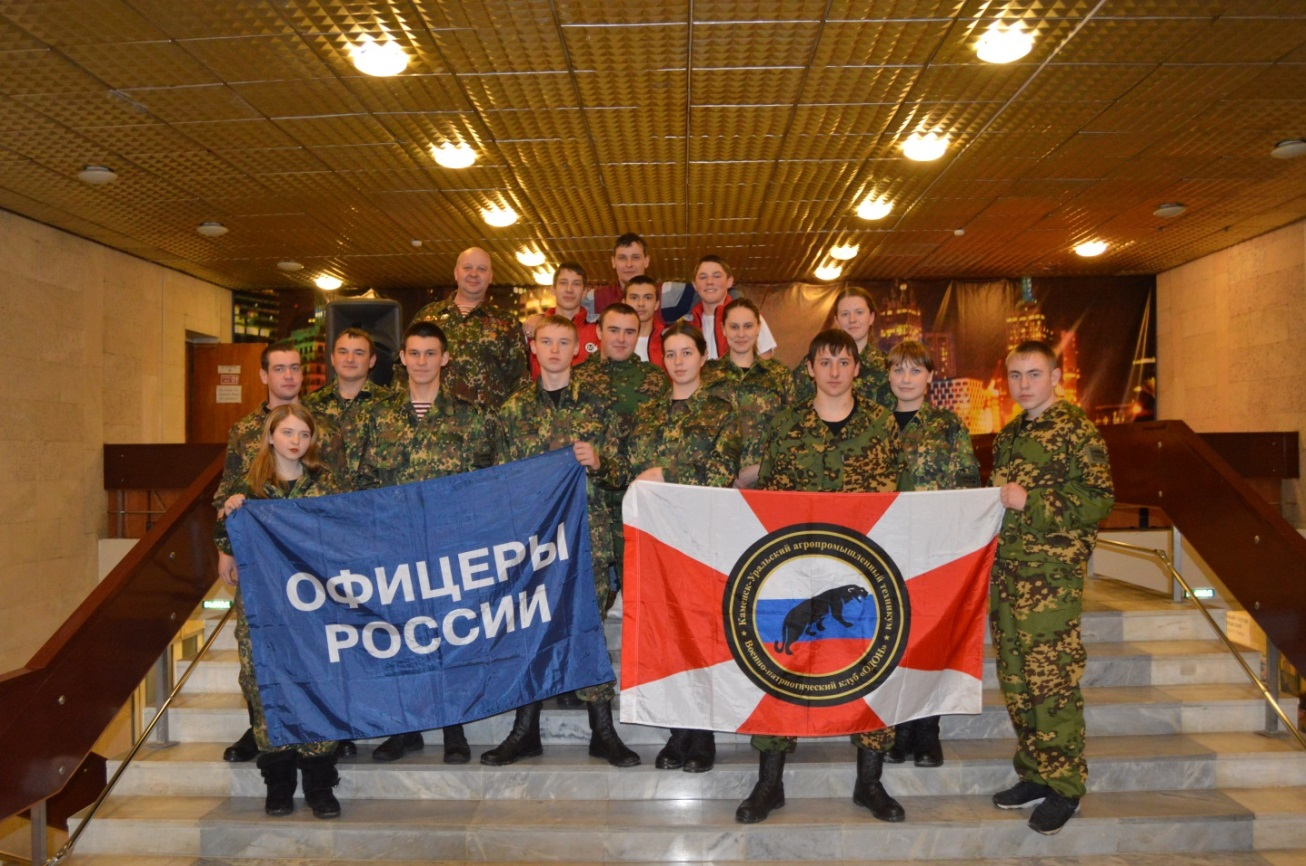 ОФИЦЕРЫ
РОССИИ
Каменск-Уральский агропромышленный техникум
Военно-патриотический клуб «ОДОН»